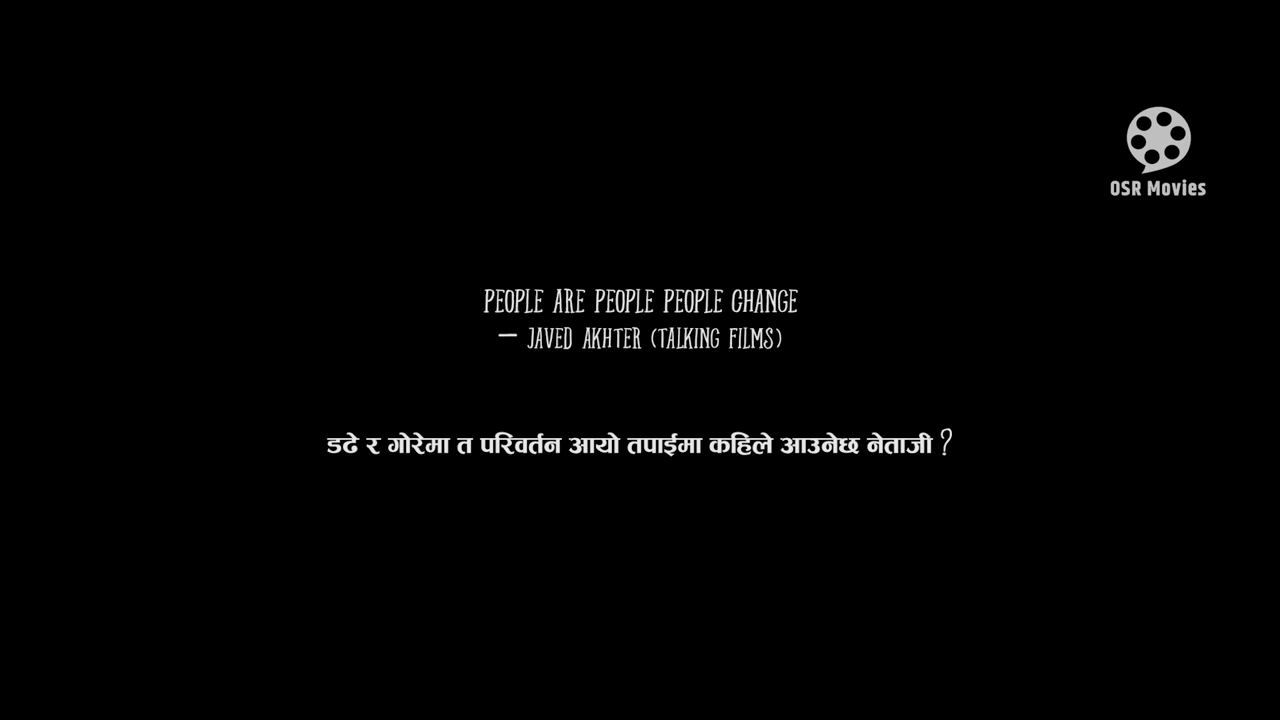 OSR Movies
PEOPLE ARE PEOPLE PEOPLE CHANGE
– JAVED AKHTER (TALKING FILMS)
डढे र गोरेमा त परिवर्तन आयो तपाईमा कहिले आउनेछ नेताजी ?